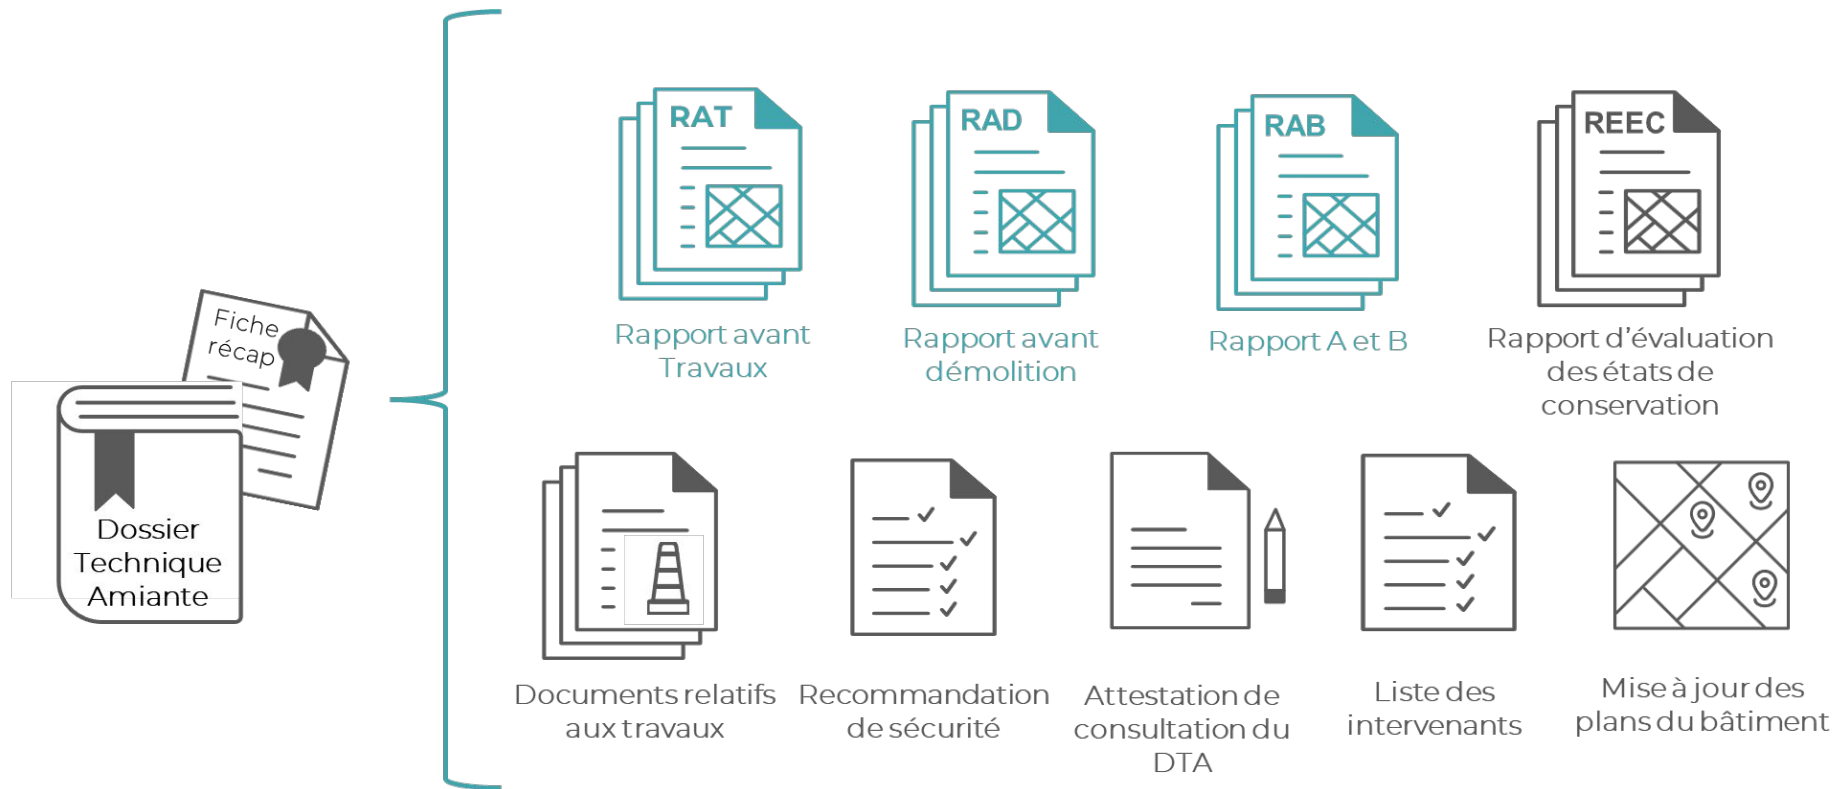 Fiche
récap
Dossier
Technique
Amiante
RAT
Rapport avant
Travaux
RAD
Rapport avant
démolition
RAB
Rapport A et B
REEC
Rapport d’évaluation
des états de
conservation
Documents relatifs
aux travaux
Recommandation
de sécurité
Attestation de
consultation du
DTA
Liste des
intervenants
Mise à jour des
plans du bâtiment